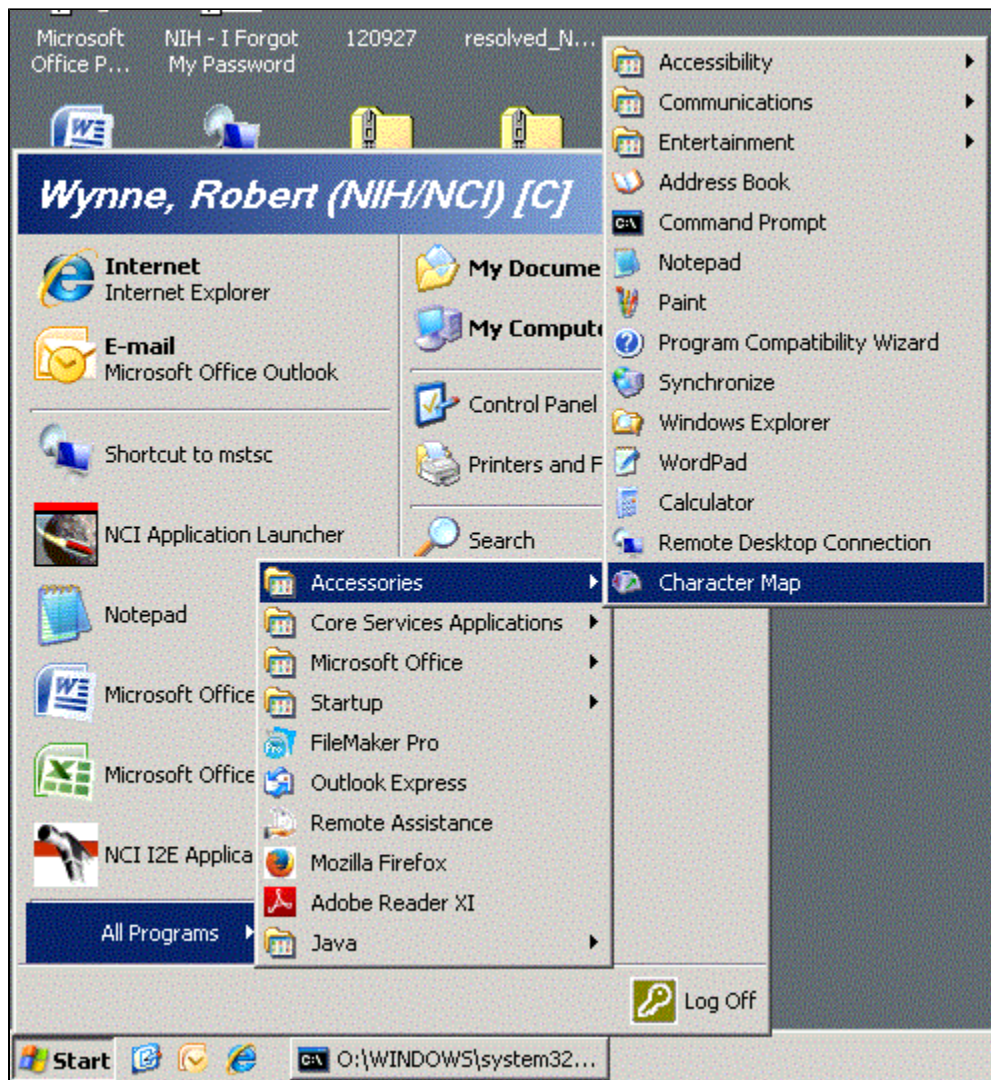 Microsoft
Office P...
NIH - I Forgot
My Password
120927
resolved_N...
Wynne, Robert (NIH/NCI) [C]
Internet
Internet Explorer
E-mail
Microsoft Office Outlook
Shortcut to mstsc
NCI Application Launcher
Notepad
Microsoft Office
Microsoft Office
NCI I2E Applica
All Programs
My Docume
My Compute
Control Panel
Printers and F
Search
Accessories
Core Services Applications
Microsoft Office
Startup
FileMaker Pro
Outlook Express
Remote Assistance
Mozilla Firefox
Adobe Reader XI
Java
Accessibility
Communications
Entertainment
Address Book
Command Prompt
Notepad
Paint
Program Compatibility Wizard
Synchronize
Windows Explorer
WordPad
Calculator
Remote Desktop Connection
Character Map
Log Off
Start
O:\WINDOWS\system32...